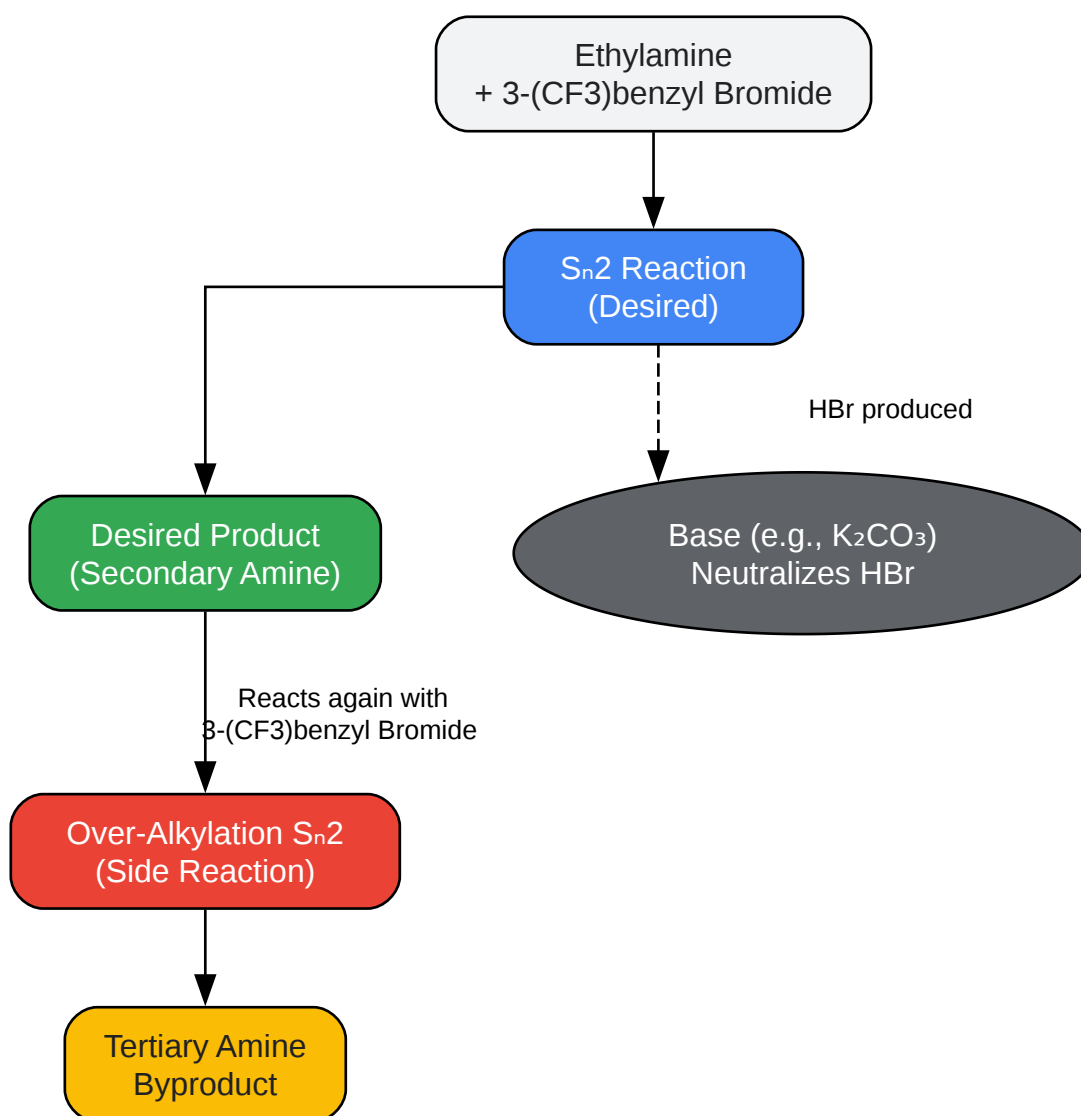 Ethylamine
+ 3-(CF3)benzyl Bromide
Sₙ2 Reaction
(Desired)
HBr produced
Desired Product
(Secondary Amine)
Base (e.g., K₂CO₃)
Neutralizes HBr
Reacts again with
3-(CF3)benzyl Bromide
Over-Alkylation Sₙ2
(Side Reaction)
Tertiary Amine
Byproduct